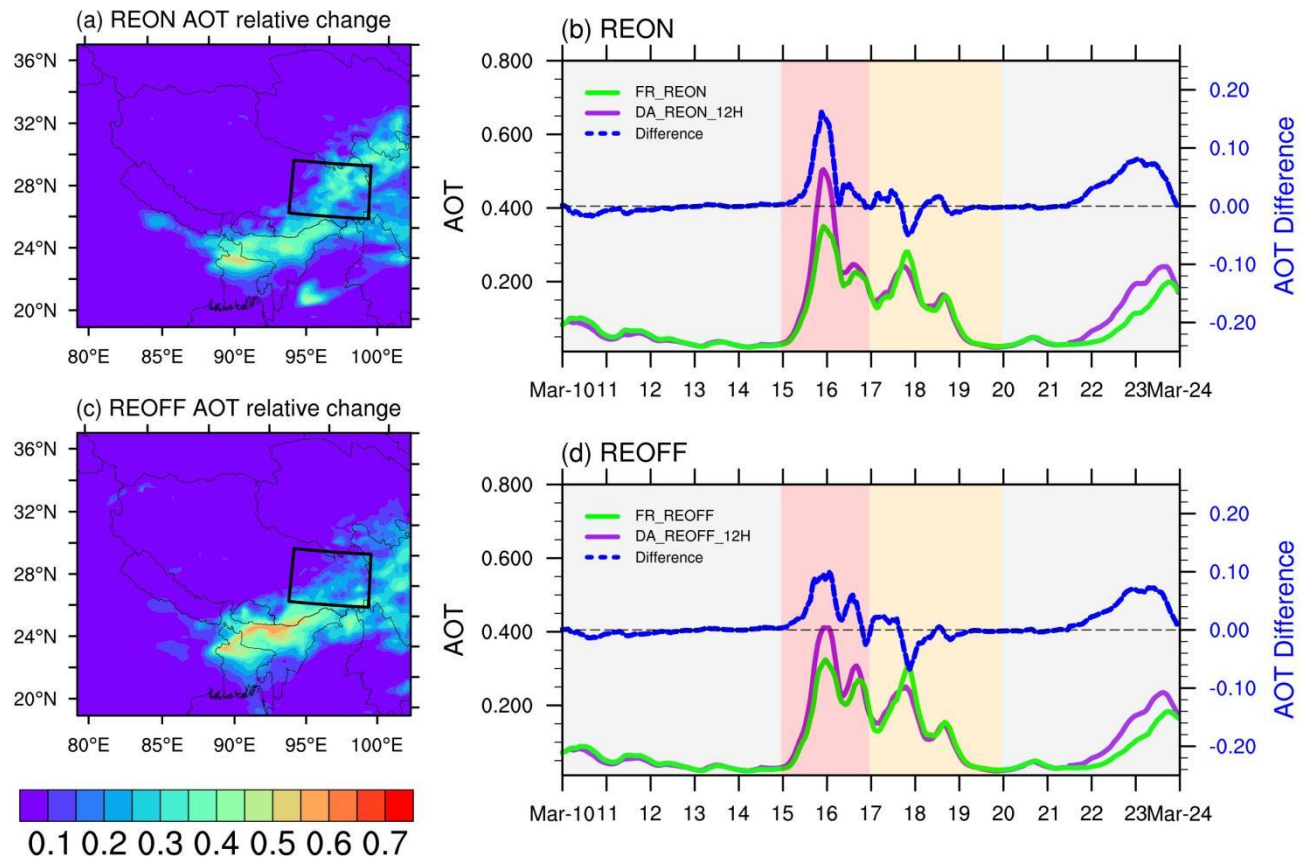 (a) REON AOT relative change
36°N
32°N
28°N
24°N
20°N
80°E 85°E 90°E 95°E 100°E
(b) REON
0.800
0.600
0.400
0.200
AOT
FR_REON
DA_REON_12H
Difference
0.20
0.10
0.00
-0.10
-0.20
AOT Difference
Mar-10 11 12 13 14 15 16 17 18 19 20 21 22 23 Mar-24
(c) REOFF AOT relative change
36°N
32°N
28°N
24°N
20°N
80°E 85°E 90°E 95°E 100°E
(d) REOFF
0.800
0.600
0.400
0.200
AOT
FR_REOFF
DA_REOFF_12H
Difference
0.20
0.10
0.00
-0.10
-0.20
AOT Difference
Mar-10 11 12 13 14 15 16 17 18 19 20 21 22 23 Mar-24
0.1 0.2 0.3 0.4 0.5 0.6 0.7